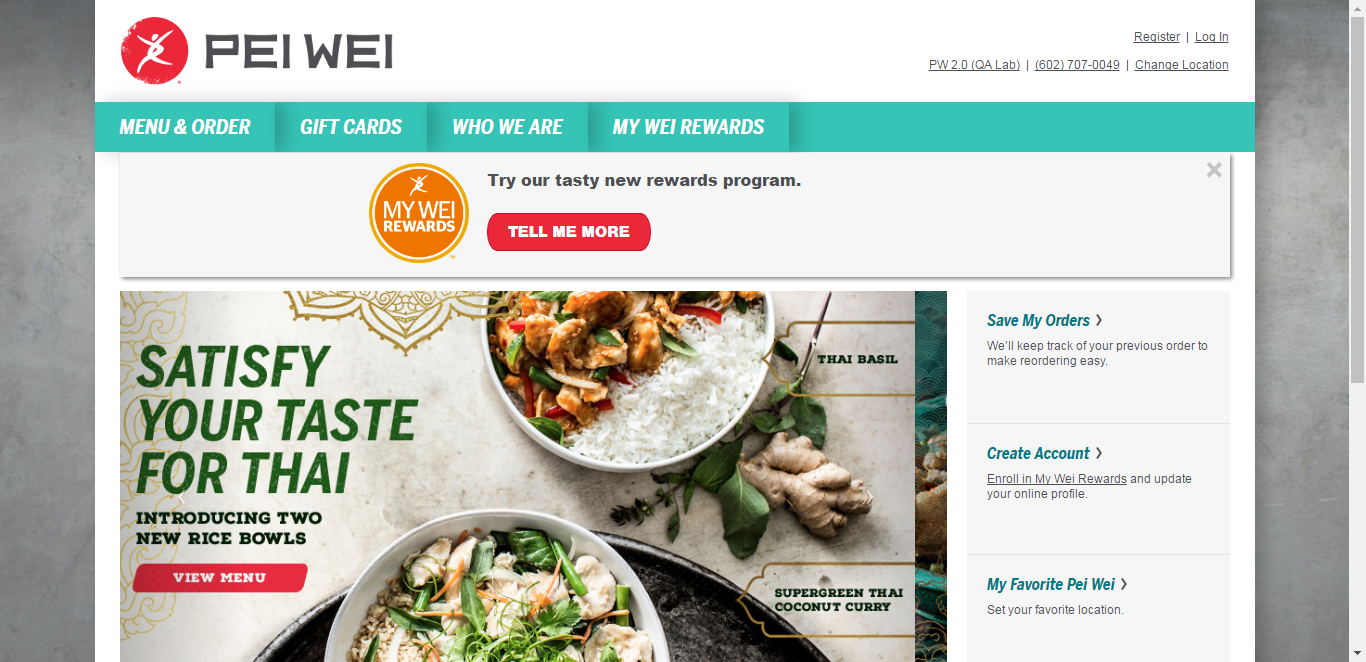 PEI WEI
Register | Log In
PW 2.0 (QA Lab) | (602) 707-0049 | Change Location
MENU & ORDER GIFT CARDS WHO WE ARE MY WEI REWARDS
MY WEI
REWARDS
Try our tasty new rewards program.
TELL ME MORE
SATISFY
YOUR TASTE
FOR THAI
INTRODUCING TWO
NEW RICE BOWLS
VIEW MENU
THAI BASIL
SUPERGREEN THAI
COCONUT CURRY
Save My Orders
We'll keep track of your previous order to
make reordering easy.
Create Account
Enroll in My Wei Rewards and update
your online profile.
My Favorite Pei Wei
Set your favorite location.